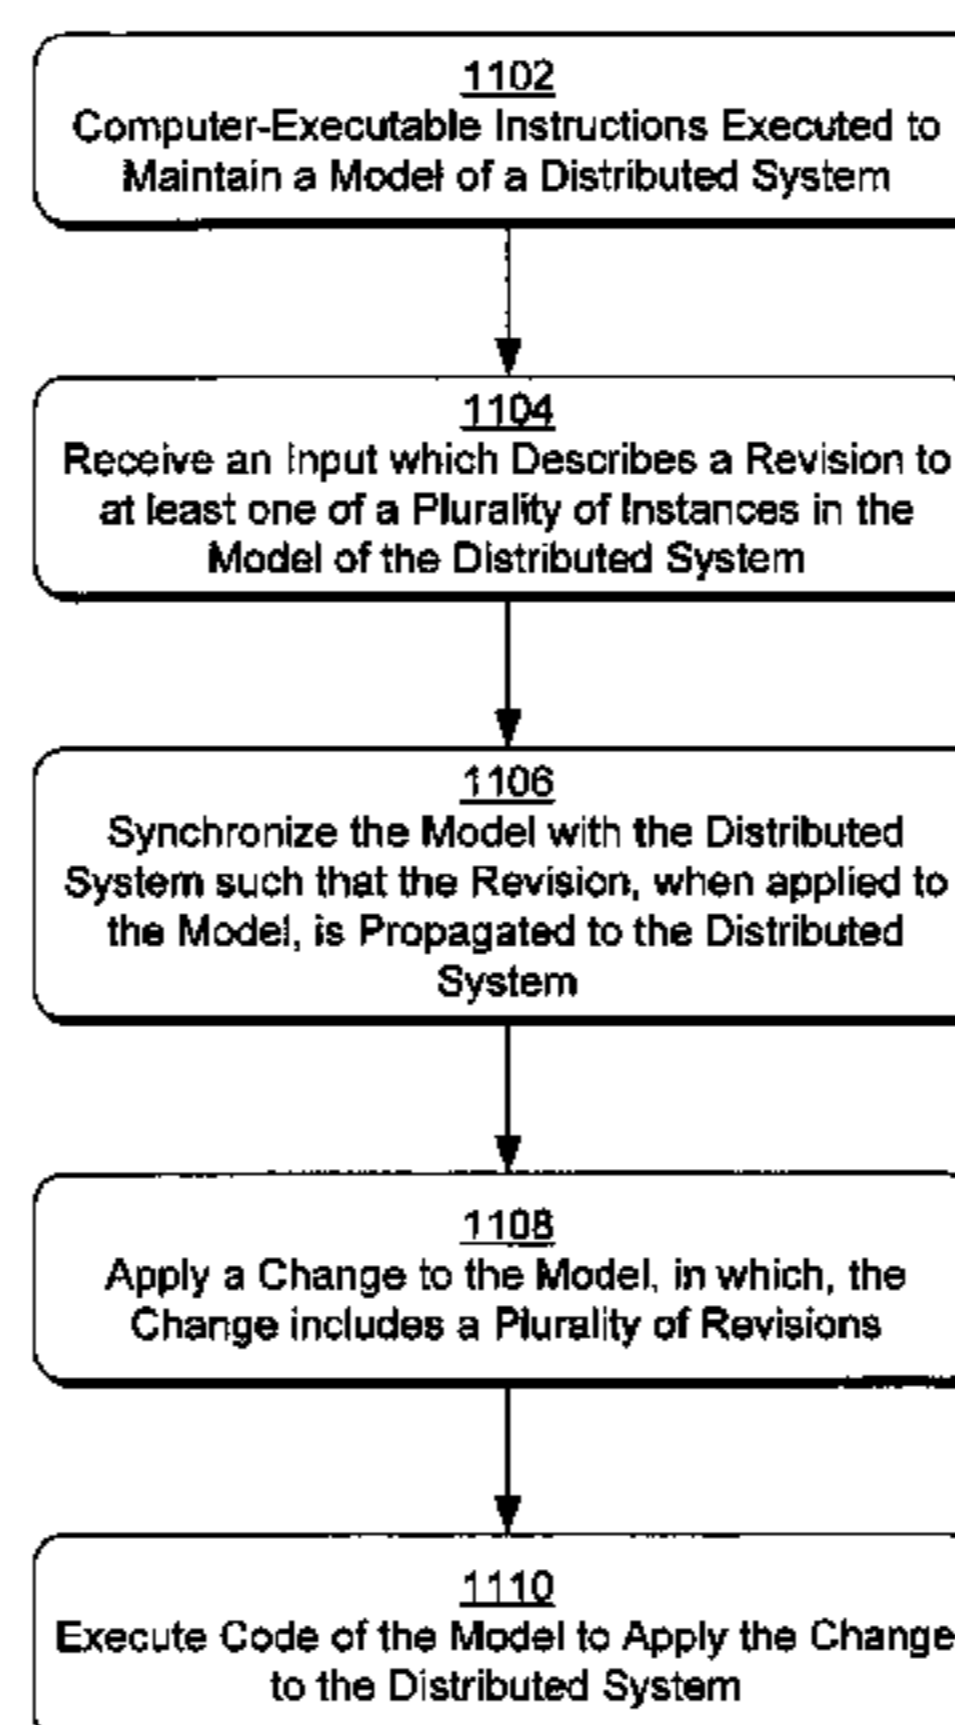 1102
Computer-Executable Instructions Executed to
Maintain a Model of a Distributed System
1104
Receive an Input which Describes a Revision to
at least one of a Plurality of Instances in the
Model of the Distributed System
1106
Synchronize the Model with the Distributed
System such that the Revision, when applied to
the Model, is Propagated to the Distributed
System
1108
Apply a Change to the Model, in which, the
Change includes a Plurality of Revisions
1110
Execute Code of the Model to Apply the Change
to the Distributed System